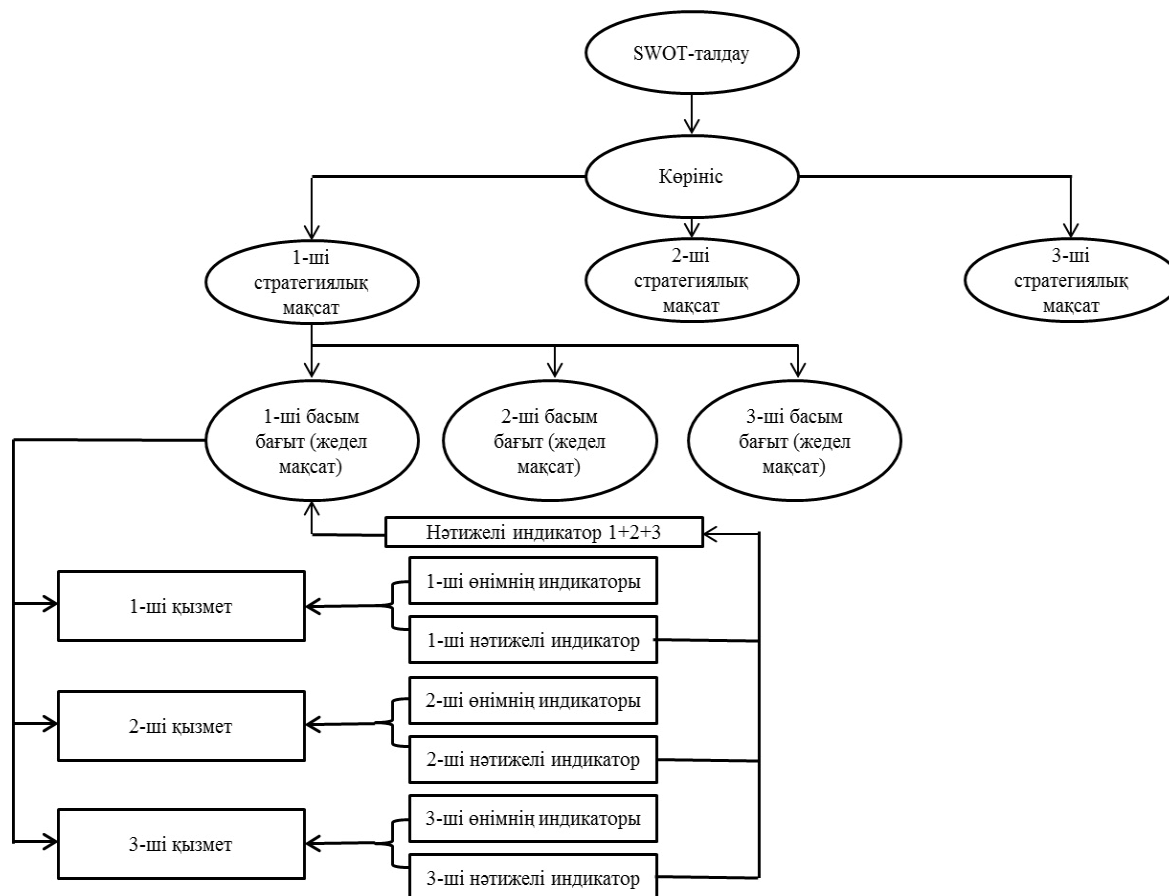 SWOT-талдау
Көрініс
1-ші
стратегиялық
мақсат
2-ші
стратегиялық
мақсат
3-ші
стратегиялық
мақсат
1-ші басым
бағыт (жедел
мақсат)
2-ші басым
бағыт (жедел
мақсат)
3-ші басым
бағыт (жедел
мақсат)
Нәтижелі индикатор 1+2+3
1-ші қызмет
1-ші өнімнің индикаторы
1-ші нәтижелі индикатор
2-ші қызмет
2-ші өнімнің индикаторы
2-ші нәтижелі индикатор
3-ші қызмет
3-ші өнімнің индикаторы
3-ші нәтижелі индикатор